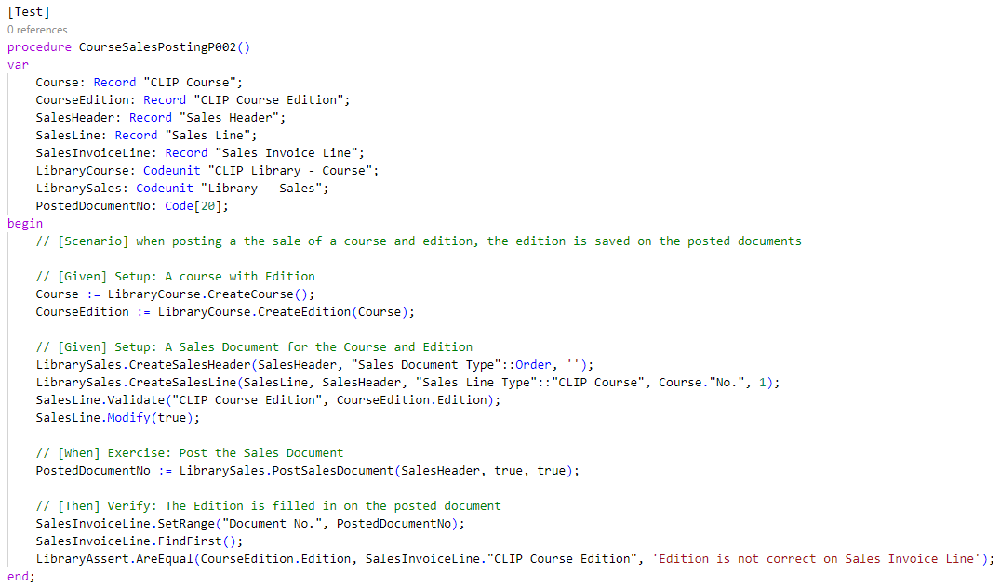 [Test]
0 references
procedure CourseSalesPostingP002()
var
Course: Record "CLIP Course";
CourseEdition: Record "CLIP Course Edition";
SalesHeader: Record "Sales Header";
SalesLine: Record "Sales Line";
SalesInvoiceLine: Record "Sales Invoice Line";
LibraryCourse: Codeunit "CLIP Library - Course";
LibrarySales: Codeunit "Library - Sales";
PostedDocumentNo: Code[20];
begin
// [Scenario] when posting a the sale of a course and edition, the edition is saved on the posted documents
// [Given] Setup: A course with Edition
Course := LibraryCourse.CreateCourse();
CourseEdition := LibraryCourse.CreateEdition(Course);
// [Given] Setup: A Sales Document for the Course and Edition
LibrarySales.CreateSalesHeader(SalesHeader, "Sales Document Type"::Order, '');
LibrarySales.CreateSalesLine(SalesLine, SalesHeader, "Sales Line Type"::"CLIP Course", Course."No.", 1);
SalesLine.Validate("CLIP Course Edition", CourseEdition.Edition);
SalesLine.Modify(true);
// [When] Exercise: Post the Sales Document
PostedDocumentNo := LibrarySales.PostSalesDocument(SalesHeader, true, true);
// [Then] Verify: The Edition is filled in on the posted document
SalesInvoiceLine.SetRange("Document No.", PostedDocumentNo);
SalesInvoiceLine.FindFirst();
LibraryAssert.AreEqual(CourseEdition.Edition, SalesInvoiceLine."CLIP Course Edition", 'Edition is not correct on Sales Invoice Line');
end;